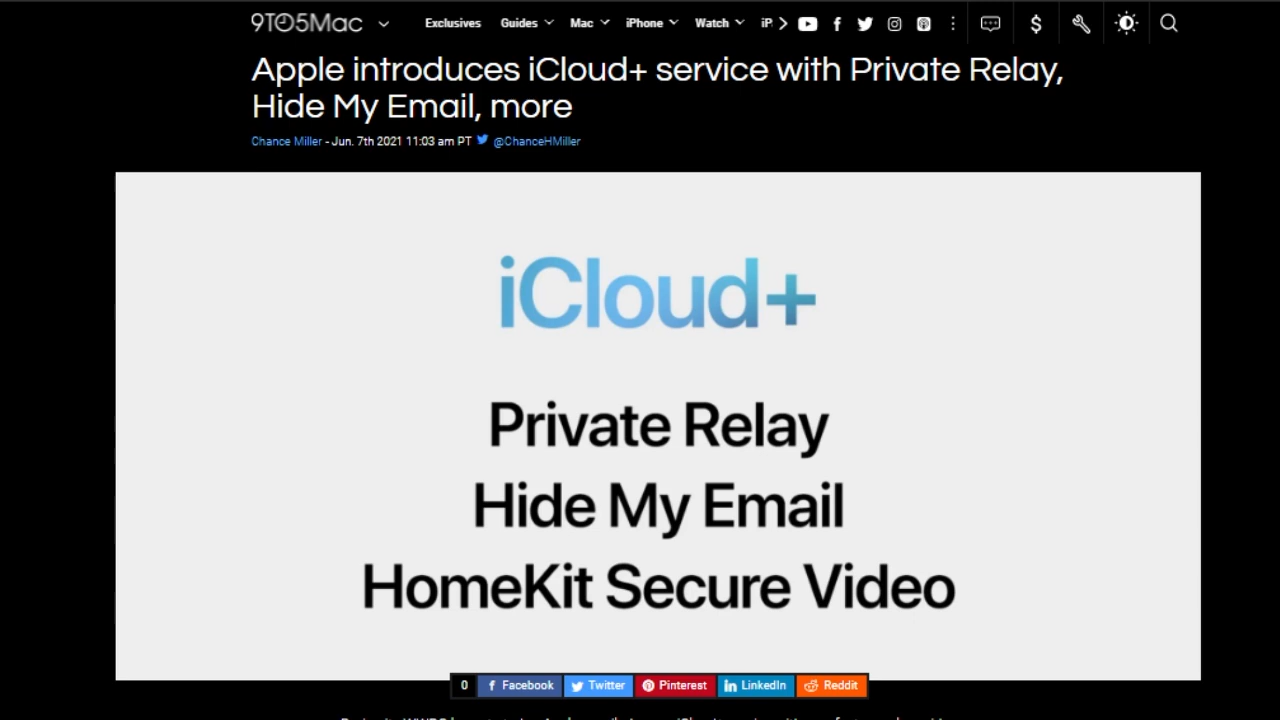 9TO5Mac Exclusives Guides Mac iPhone Watch iP
Apple introduces iCloud+ service with Private Relay,
Hide My Email, more
Chance Miller - Jun. 7th 2021 11:03 am PT @ChanceHMiller
iCloud+
Private Relay
Hide My Email
HomeKit Secure Video
0 Facebook Twitter Pinterest LinkedIn Reddit